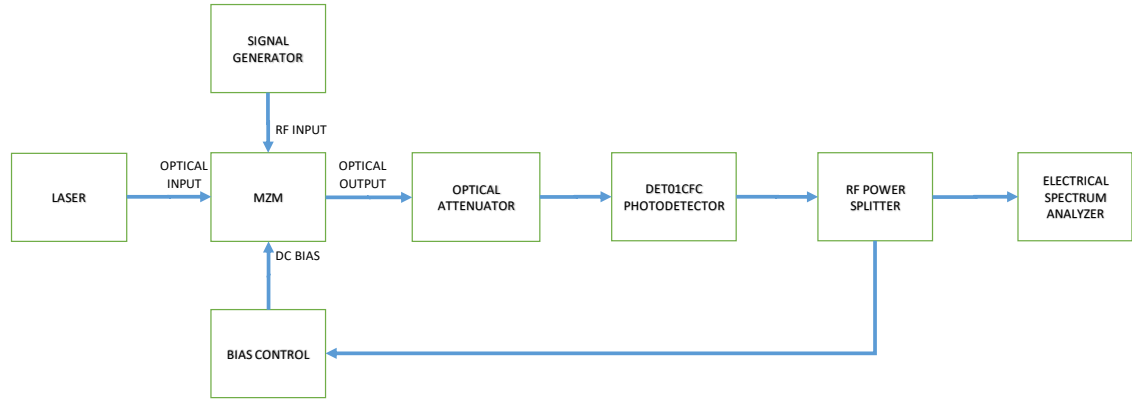 SIGNAL
GENERATOR
RF INPUT
LASER
OPTICAL
INPUT
MZM
OPTICAL
OUTPUT
OPTICAL
ATTENUATOR
DET01CFC
PHOTODETECTOR
RF POWER
SPLITTER
ELECTRICAL
SPECTRUM
ANALYZER
DC BIAS
BIAS CONTROL